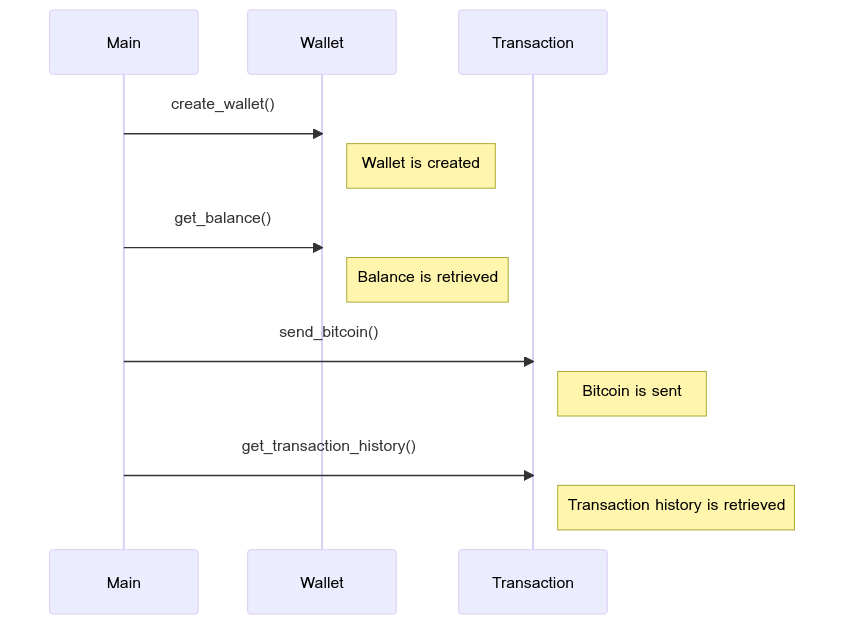 Main
Wallet
Transaction
create_wallet()
Wallet is created
get_balance()
Balance is retrieved
send_bitcoin()
Bitcoin is sent
get_transaction_history()
Transaction history is retrieved
Main
Wallet
Transaction